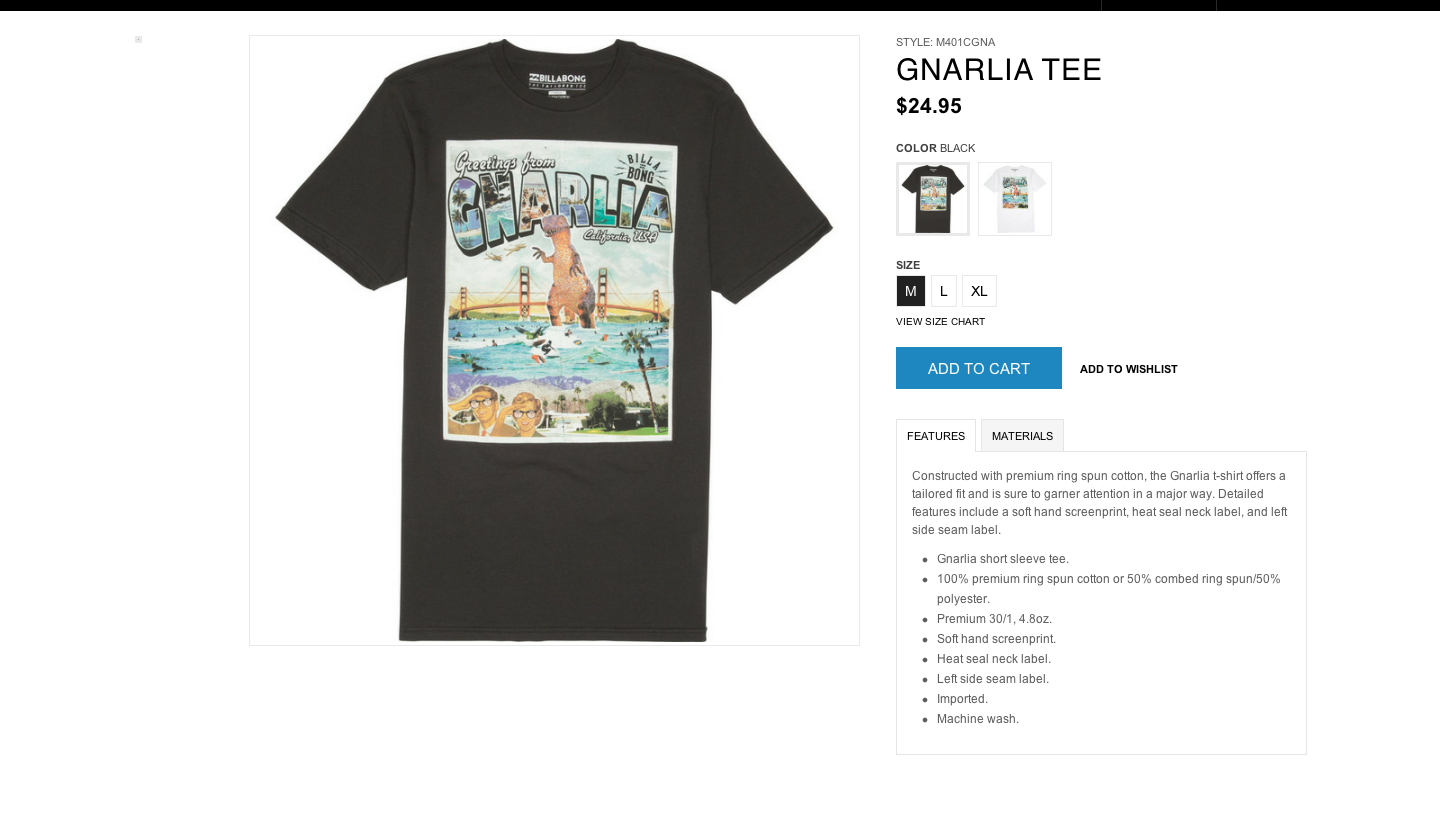 BILLABONG
THE TAILORED TEE
Greetings from
BILLA
BONG
GNARLIA
California, USA
STYLE: M401CGNA
GNARLIA TEE
$24.95
COLOR BLACK
SIZE
M L XL
VIEW SIZE CHART
ADD TO CART ADD TO WISHLIST
FEATURES MATERIALS
Constructed with premium ring spun cotton, the Gnarlia t-shirt offers a
tailored fit and is sure to garner attention in a major way. Detailed
features include a soft hand screenprint, heat seal neck label, and left
side seam label.
• Gnarlia short sleeve tee.
• 100% premium ring spun cotton or 50% combed ring spun/50%
polyester.
• Premium 30/1, 4.8oz.
• Soft hand screenprint.
• Heat seal neck label.
• Left side seam label.
• Imported.
• Machine wash.